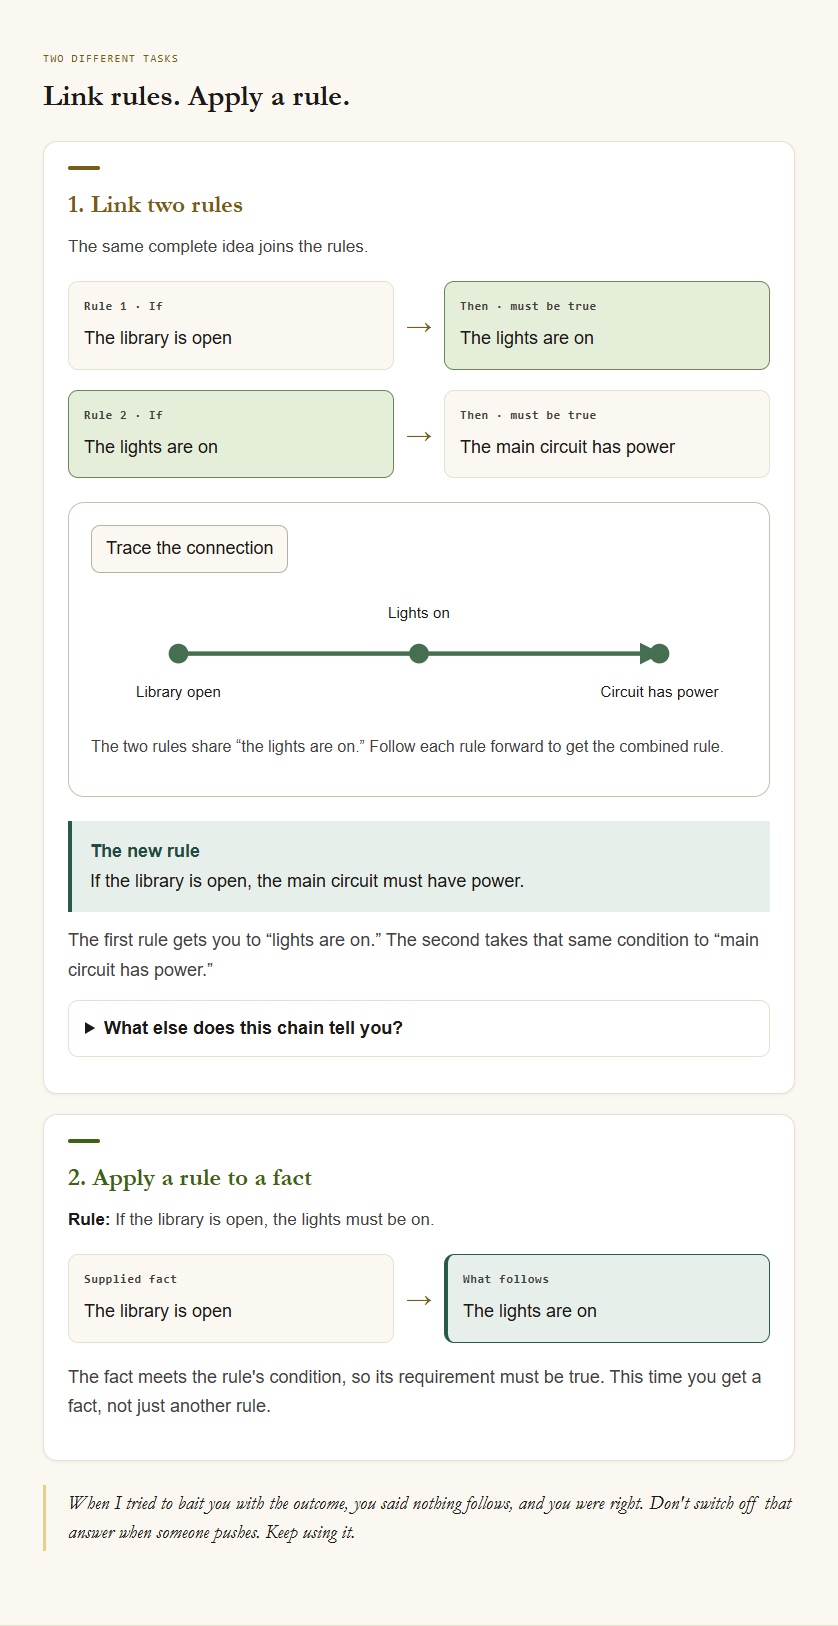 TWO DIFFERENT TASKS
Link rules. Apply a rule.
1. Link two rules
The same complete idea joins the rules.
Rule 1 · If
The library is open
→
Then · must be true
The lights are on
Rule 2 · If
The lights are on
→
Then · must be true
The main circuit has power
Trace the connection
Lights on
Library open
Circuit has power
The two rules share “the lights are on.” Follow each rule forward to get the combined rule.
The new rule
If the library is open, the main circuit must have power.
The first rule gets you to “lights are on.” The second takes that same condition to “main
circuit has power.”
What else does this chain tell you?
2. Apply a rule to a fact
Rule: If the library is open, the lights must be on.
Supplied fact
The library is open
→
What follows
The lights are on
The fact meets the rule's condition, so its requirement must be true. This time you get a
fact, not just another rule.
When I tried to bait you with the outcome, you said nothing follows, and you were right. Don't switch off that
answer when someone pushes. Keep using it.